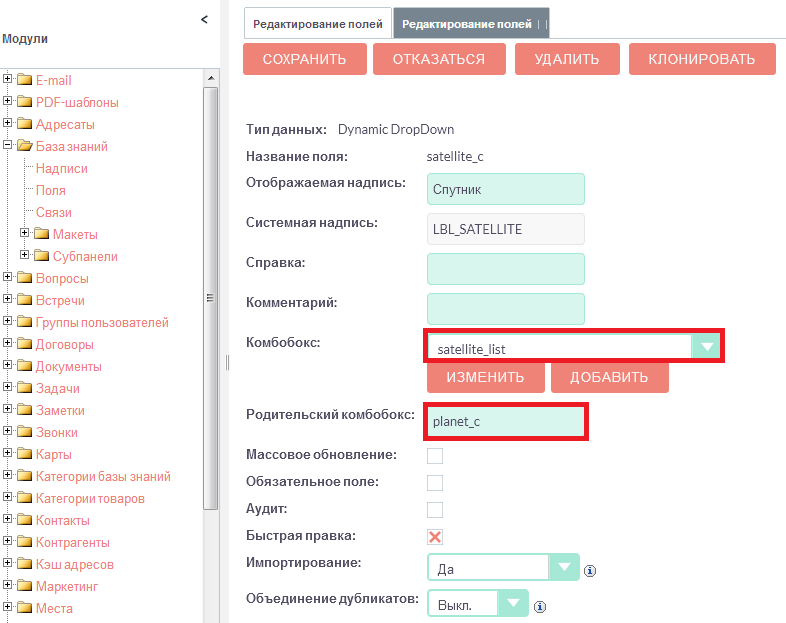 <
Модули
E-mail
PDF-шаблоны
Адресаты
База знаний
Надписи
Поля
Связи
Макеты
Субпанели
Вопросы
Встречи
Группы пользователей
Договоры
Документы
Задачи
Заметки
Звонки
Карты
Категории базы знаний
Категории товаров
Контакты
Контрагенты
Кэш адресов
Маркетинг
Места
Редактирование полей Редактирование полей
СОХРАНИТЬ ОТКАЗАТЬСЯ УДАЛИТЬ КЛОНИРОВАТЬ
Тип данных: Dynamic DropDown
Название поля: satellite_c
Отображаемая надпись: Спутник
Системная надпись: LBL_SATELLITE
Справка:
Комментарий:
Комбобокс: satellite_list
ИЗМЕНИТЬ ДОБАВИТЬ
Родительский комбобокс: planet_c
Массовое обновление:
Обязательное поле:
Аудит:
Быстрая правка:
Импортирование: Да
Объединение дубликатов: Выкл.